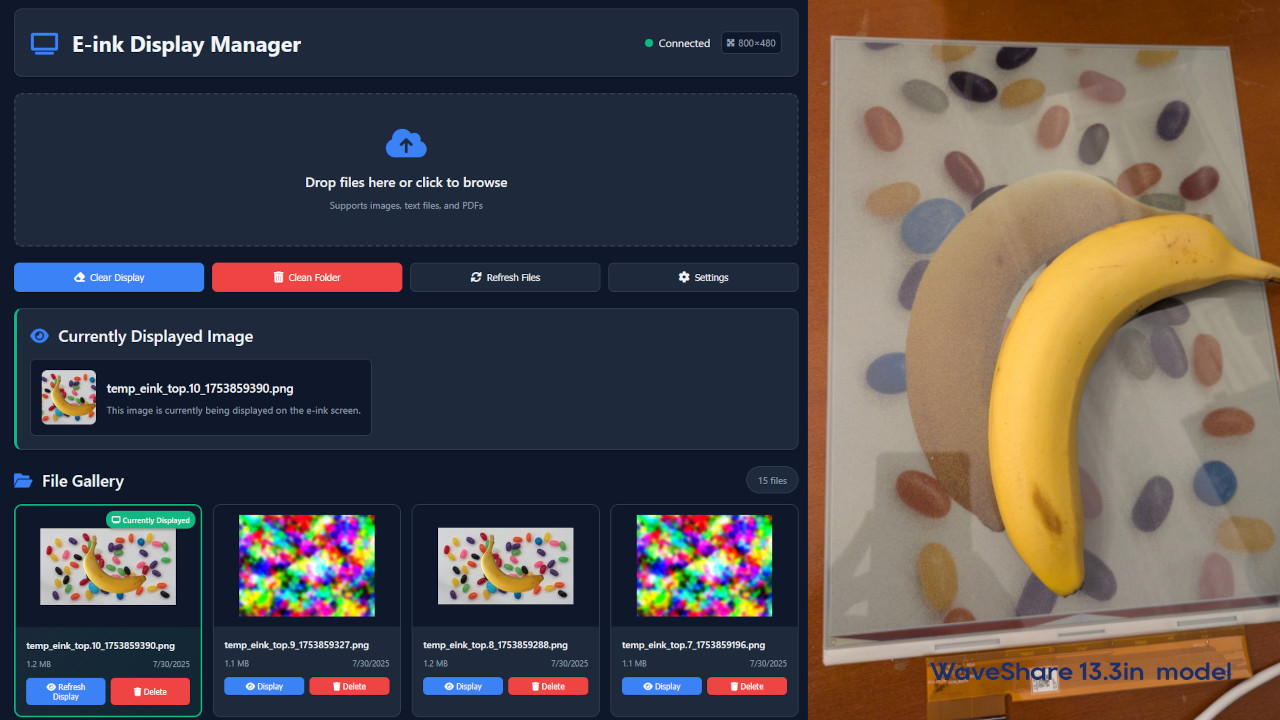 E-ink Display Manager
Connected
800×480
Drop files here or click to browse
Supports images, text files, and PDFs
Clear Display
Clean Folder
Refresh Files
Settings
Currently Displayed Image
temp_eink_top.10_1753859390.png
This image is currently being displayed on the e-ink screen.
File Gallery
15 files
Currently Displayed
temp_eink_top.10_1753859390.png
1.2 MB
7/30/2025
Refresh
Display
Delete
temp_eink_top.9_1753859327.png
1.1 MB
7/30/2025
Display
Delete
temp_eink_top.8_1753859288.png
1.2 MB
7/30/2025
Display
Delete
temp_eink_top.7_1753859196.png
1.1 MB
7/30/2025
Display
Delete
WaveShare 13.3in model